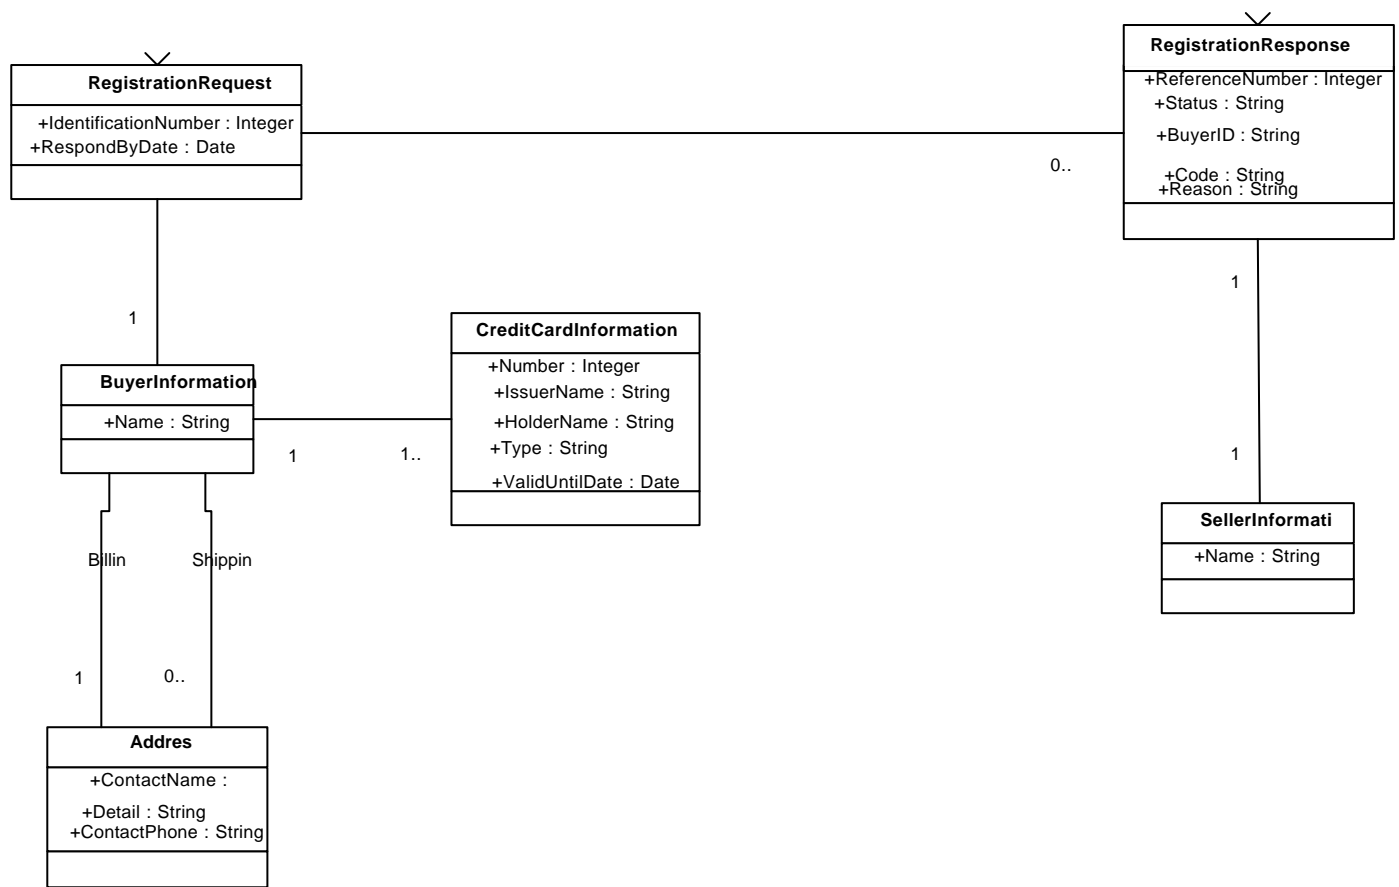 RegistrationRequest
+IdentificationNumber : Integer
+RespondByDate : Date
RegistrationResponse
+ReferenceNumber : Integer
+Status : String
+BuyerID : String
+Code : String
+Reason : String
0..
1
1
BuyerInformation
+Name : String
1
1..
CreditCardInformation
+Number : Integer
+IssuerName : String
+HolderName : String
+Type : String
+ValidUntilDate : Date
1
SellerInformati
+Name : String
Billin
Shippin
1
0..
Addres
+ContactName :
+Detail : String
+ContactPhone : String